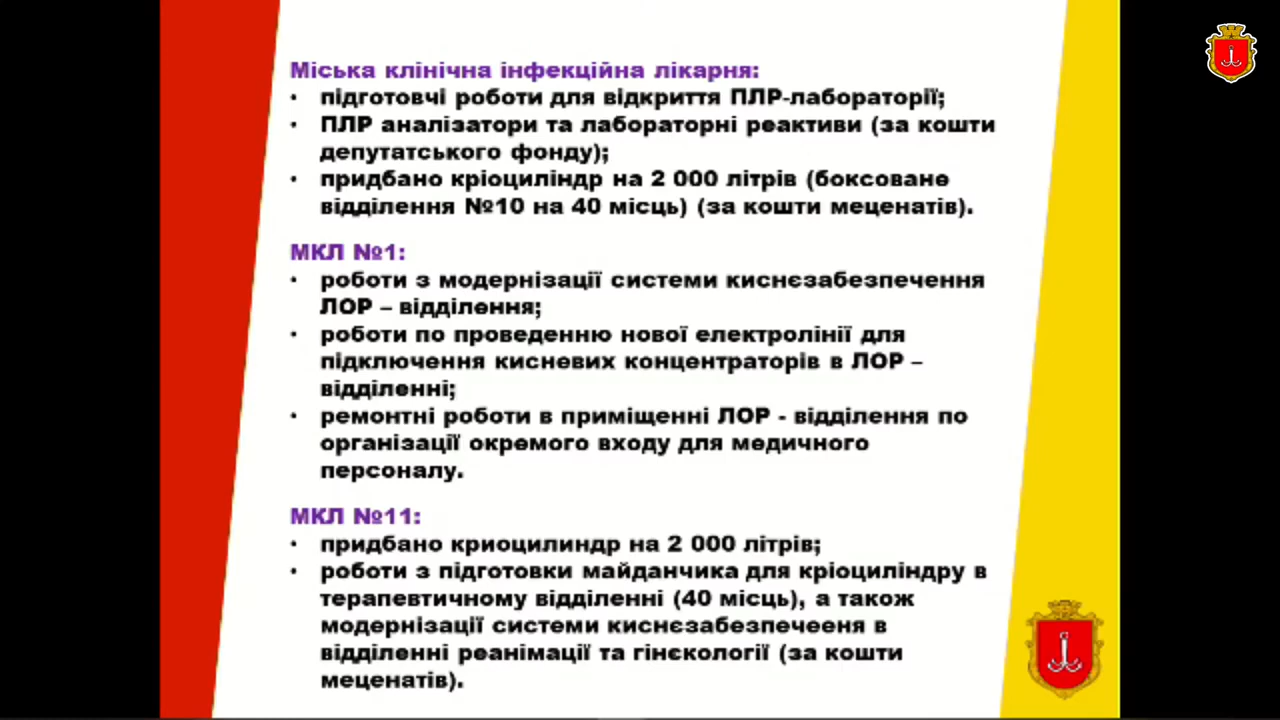 Міська клінічна інфекційна лікарня:
• підготовчі роботи для відкриття ПЛР-лабораторії;
• ПЛР аналізатори та лабораторні реактиви (за кошти
депутатського фонду);
• придбано кріоциліндр на 2 000 літрів (боксоване
відділення №10 на 40 місць) (за кошти меценатів).
МКЛ №1:
• роботи з модернізації системи киснєзабезпечення
ЛОР – відділення;
• роботи по проведенню нової електролінії для
підключення кисневих концентраторів в ЛОР –
відділенні;
• ремонтні роботи в приміщенні ЛОР - відділення по
організації окремого входу для медичного
персоналу.
МКЛ №11:
• придбано криоцилиндр на 2 000 літрів;
• роботи з підготовки майданчика для кріоциліндру в
терапевтичному відділенні (40 місць), а також
модернізації системи киснєзабезпечееня в
відділенні реанімації та гінєкології (за кошти
меценатів).